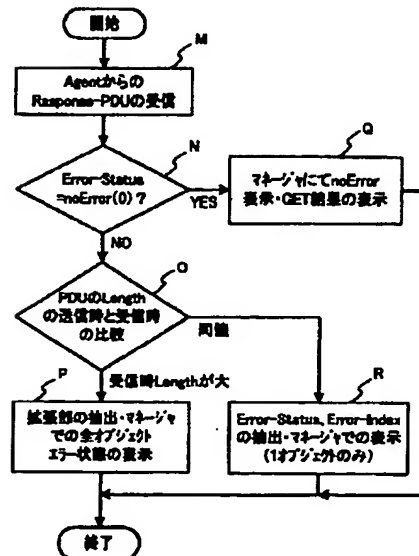 開始
M
Agentからの
Response-PDUの受信
N
Error-Status
=noError(0)?
YES
Q
マネージャにてnoError
表示・GET結果の表示
NO
O
PDUのLength
の送信時と受信時
の比較
同値
受信時Lengthが大
P
拡張部の抽出・マネージャ
での全オブジェクト
エラー状態の表示
R
Error-Status, Error-Index
の抽出・マネージャでの表示
(1オブジェクトのみ)
終了